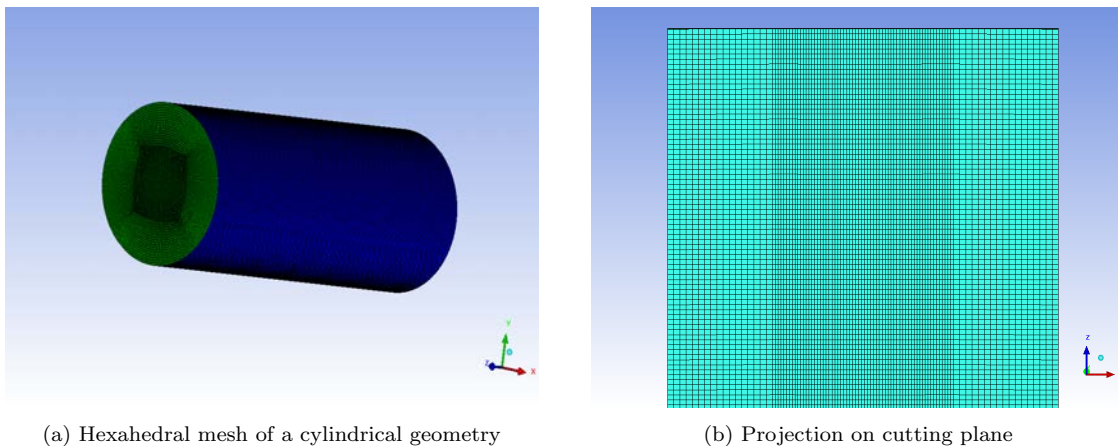 Y
Z
X
z
(a) Hexahedral mesh of a cylindrical geometry
(b) Projection on cutting plane